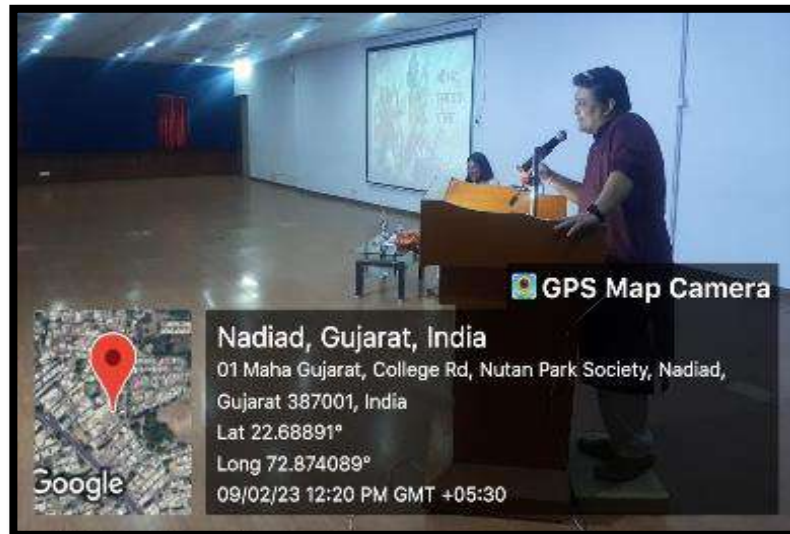 GPS Map Camera
Nadiad, Gujarat, India
01 Maha Gujarat, College Rd, Nutan Park Society, Nadiad,
Gujarat 387001, India
Lat 22.68891°
Long 72.874089°
09/02/23 12:20 PM GMT +05:30
Google